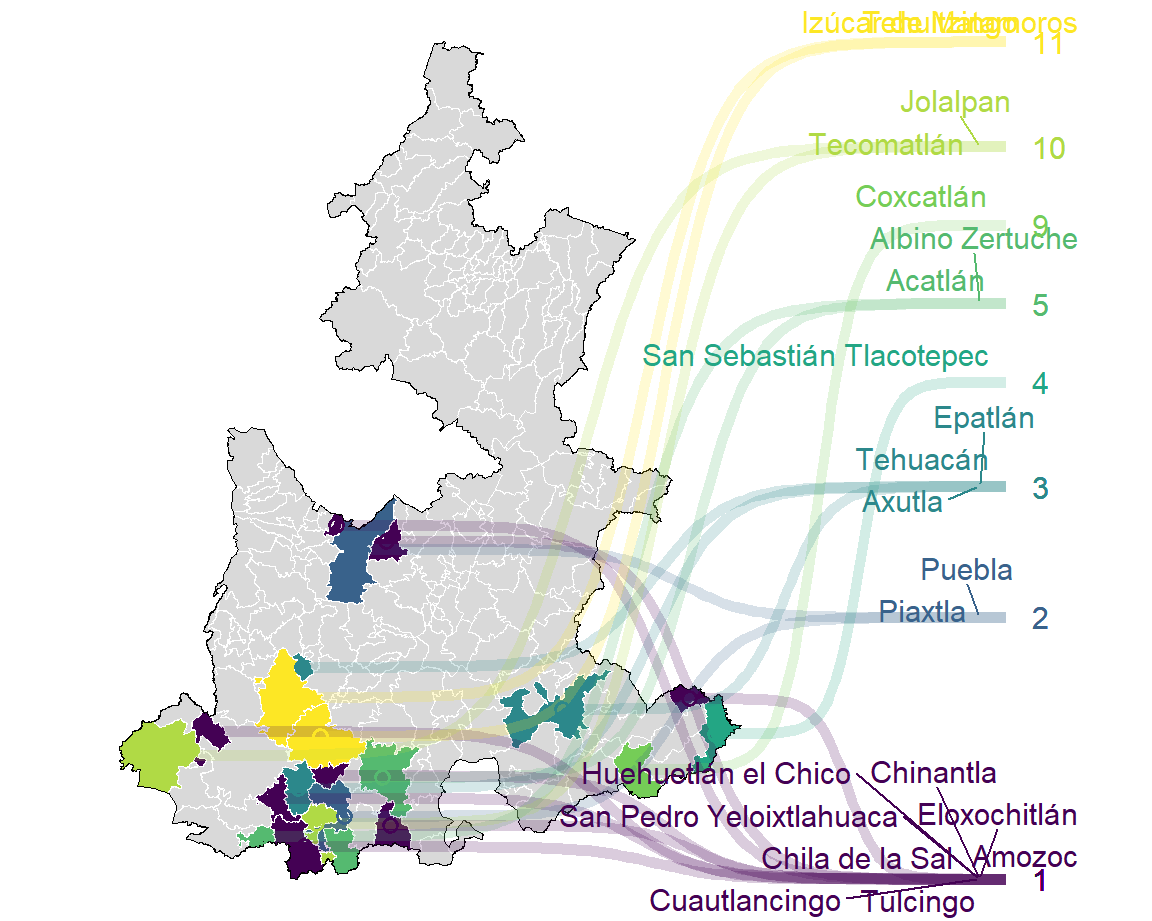 Izúcar de Matamoros
Tehuitzingo
11
Jolalpan
Tecomatlán
10
Coxcatlán
9
Albino Zertuche
Acatlán
5
San Sebastián Tlacotepec
4
Epatlán
Tehuacán
3
Axutla
Puebla
Piaxtla
2
Huehuetlán el Chico
Chinantla
San Pedro Yeloixtlahuaca
Eloxochitlán
Chila de la Sal
Amozoc
1
Cuautlancingo
Tulcingo